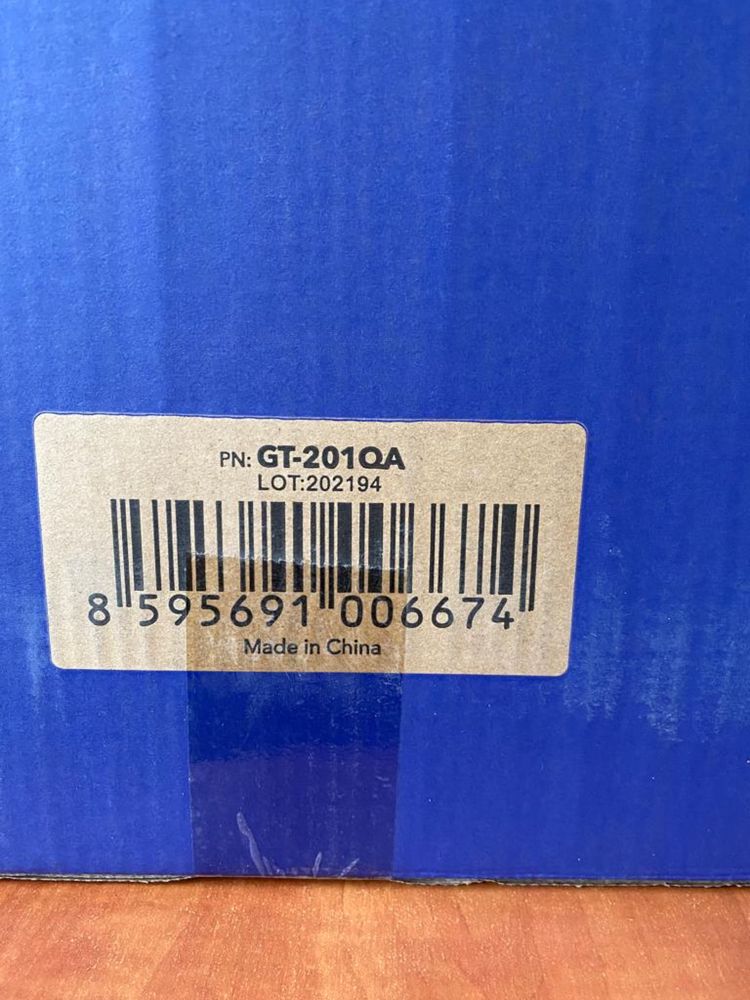 PN: GT-201QA
LOT:202194
8 595691 006674
Made in China